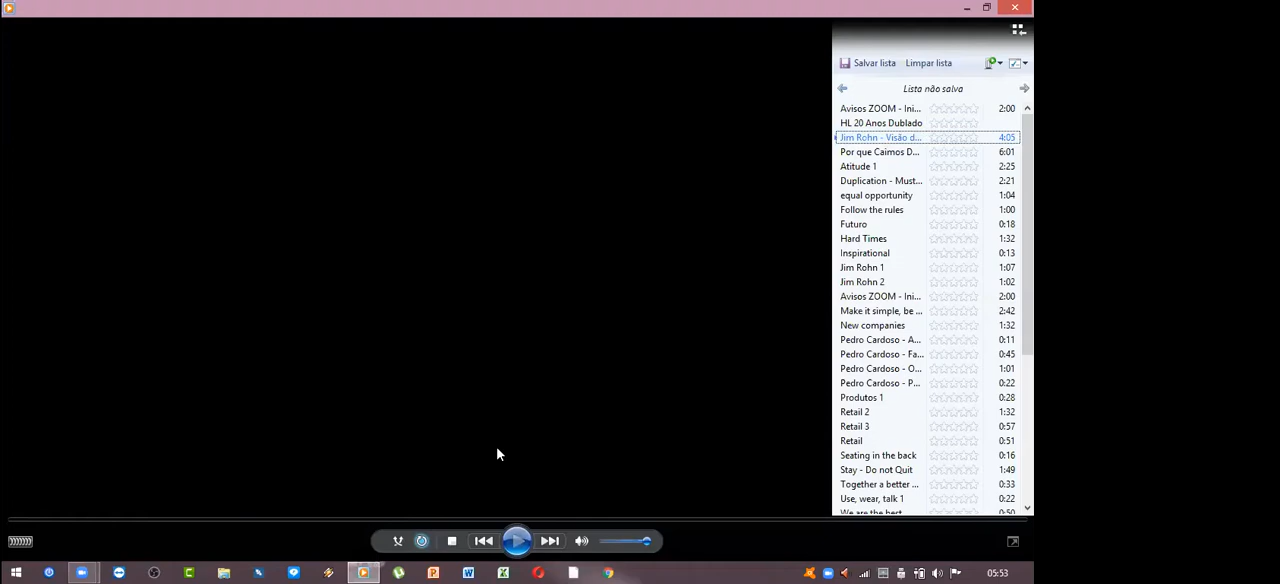 Salvar lista Limpar lista
Lista não salva
Avisos ZOOM - Ini... 2:00
HL 20 Anos Dublado
Jim Rohn - Visão d... 4:05
Por que Caimos D... 6:01
Atitude 1 2:25
Duplication - Must... 2:21
equal opportunity 1:04
Follow the rules 1:00
Futuro 0:18
Hard Times 1:32
Inspirational 0:13
Jim Rohn 1 1:07
Jim Rohn 2 1:02
Avisos ZOOM - Ini... 2:00
Make it simple, be ... 2:42
New companies 1:32
Pedro Cardoso - A... 0:11
Pedro Cardoso - Fa... 0:45
Pedro Cardoso - O... 1:01
Pedro Cardoso - P... 0:22
Produtos 1 0:28
Retail 2 1:32
Retail 3 0:57
Retail 0:51
Seating in the back 0:16
Stay - Do not Quit 1:49
Together a better ... 0:33
Use, wear, talk 1 0:22
We are the best 0:50
05:53